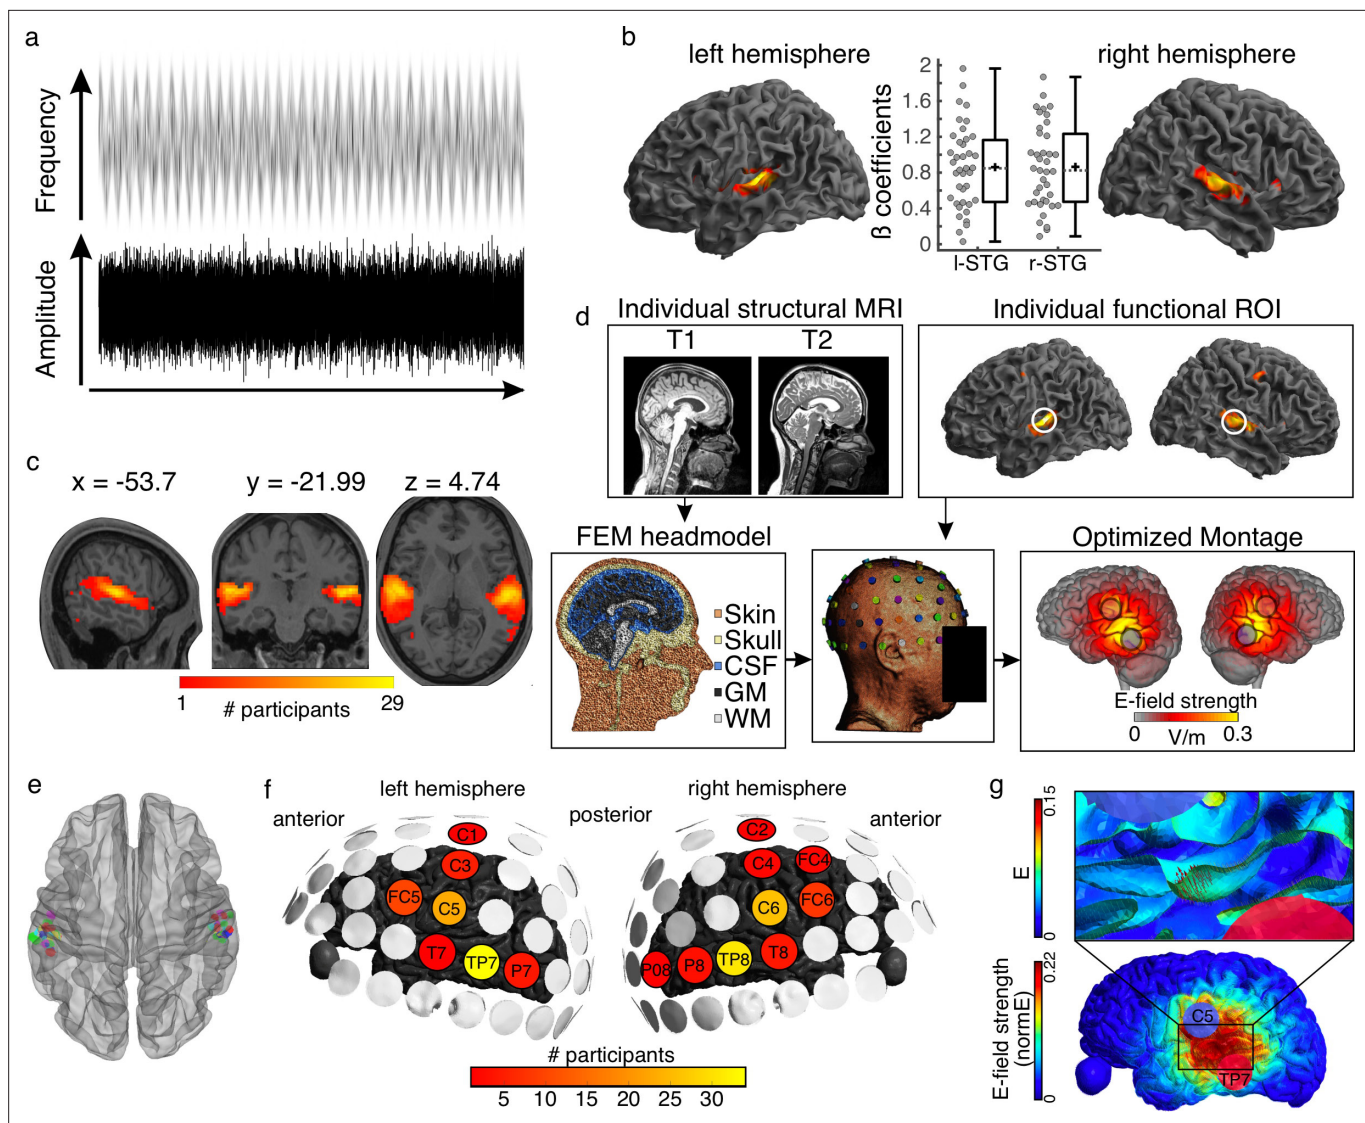 a
Frequency
Amplitude
b
left hemisphere
right hemisphere
β coefficients
2
1.6
1.2
0.8
0.4
0
l-STG
r-STG
c
x = -53.7
y = -21.99
z = 4.74
1
29
# participants
d
Individual structural MRI
T1
T2
Individual functional ROI
FEM headmodel
Skin
Skull
CSF
GM
WM
Optimized Montage
E-field strength
0
V/m
0.3
e
f
left hemisphere
right hemisphere
anterior
posterior
anterior
C1
C3
FC5
C5
T7
TP7
P7
C2
C4
FC4
C6
FC6
P08
P8
TP8
T8
# participants
5
10
15
20
25
30
g
E
0.15
0
E-field strength
(normE)
0.22
0
C5
TP7